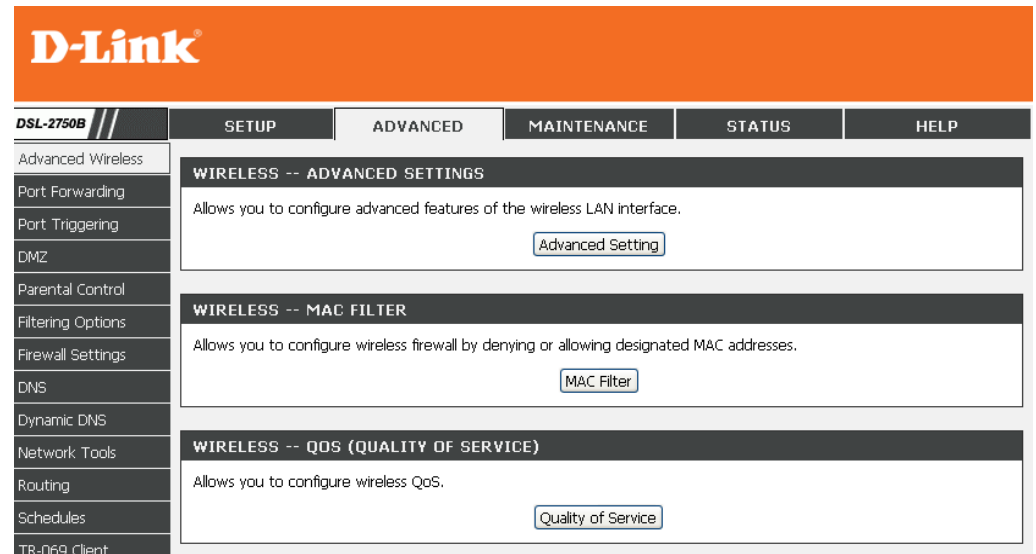 D-Link®
DSL-2750B
SETUP
ADVANCED
MAINTENANCE
STATUS
HELP
Advanced Wireless
Port Forwarding
Port Triggering
DMZ
Parental Control
Filtering Options
Firewall Settings
DNS
Dynamic DNS
Network Tools
Routing
Schedules
TR-069 Client
WIRELESS -- ADVANCED SETTINGS
Allows you to configure advanced features of the wireless LAN interface.
Advanced Setting
WIRELESS -- MAC FILTER
Allows you to configure wireless firewall by denying or allowing designated MAC addresses.
MAC Filter
WIRELESS -- QOS (QUALITY OF SERVICE)
Allows you to configure wireless QoS.
Quality of Service